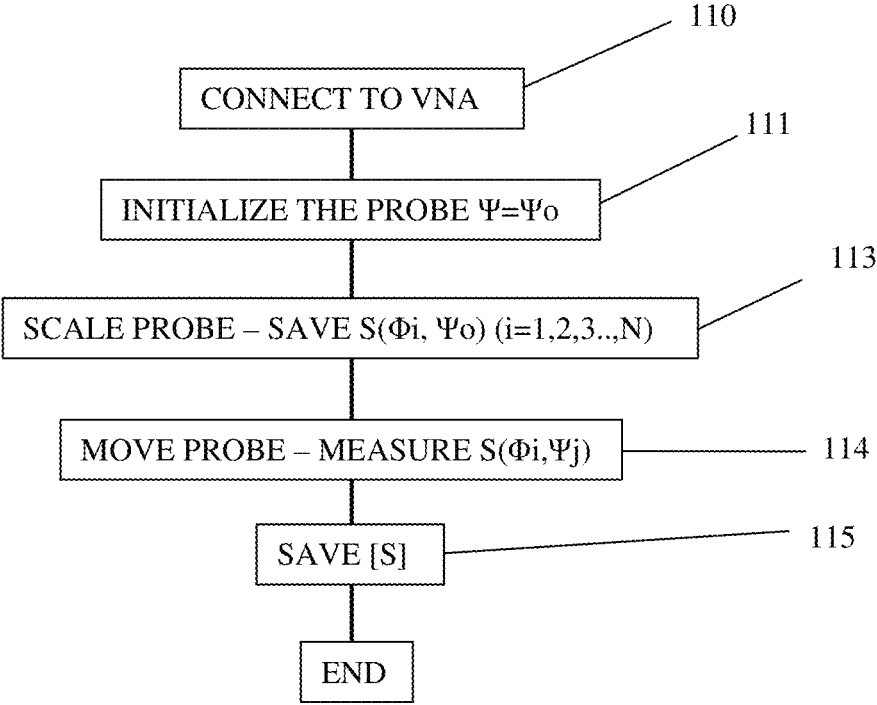 110
CONNECT TO VNA
111
INITIALIZE THE PROBE Ψ=Ψo
113
SCALE PROBE – SAVE S(Φi, Ψo) (i=1,2,3..,N)
MOVE PROBE – MEASURE S(Φi,Ψj)
114
SAVE [S]
115
END